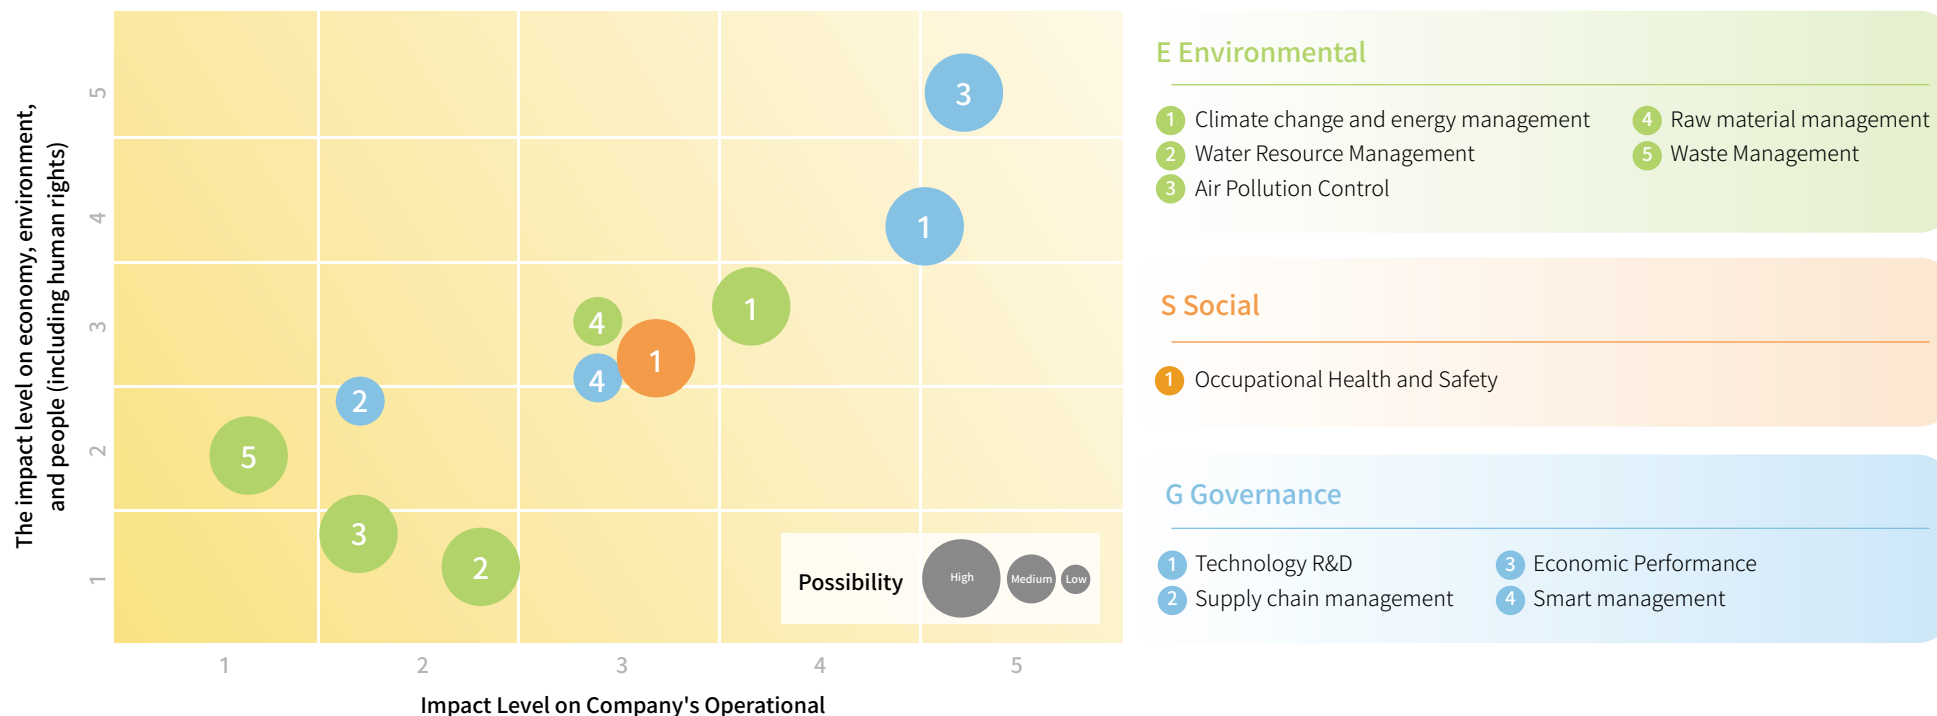 The impact level on economy, environment,
and people (including human rights)
5
4
3
2
1
3
1
1
4
1
4
2
5
3
2
Possibility
High
Medium
Low
1
2
3
4
5
Impact Level on Company's Operational
E Environmental
1 Climate change and energy management
2 Water Resource Management
3 Air Pollution Control
4 Raw material management
5 Waste Management
S Social
1 Occupational Health and Safety
G Governance
1 Technology R&D
2 Supply chain management
3 Economic Performance
4 Smart management